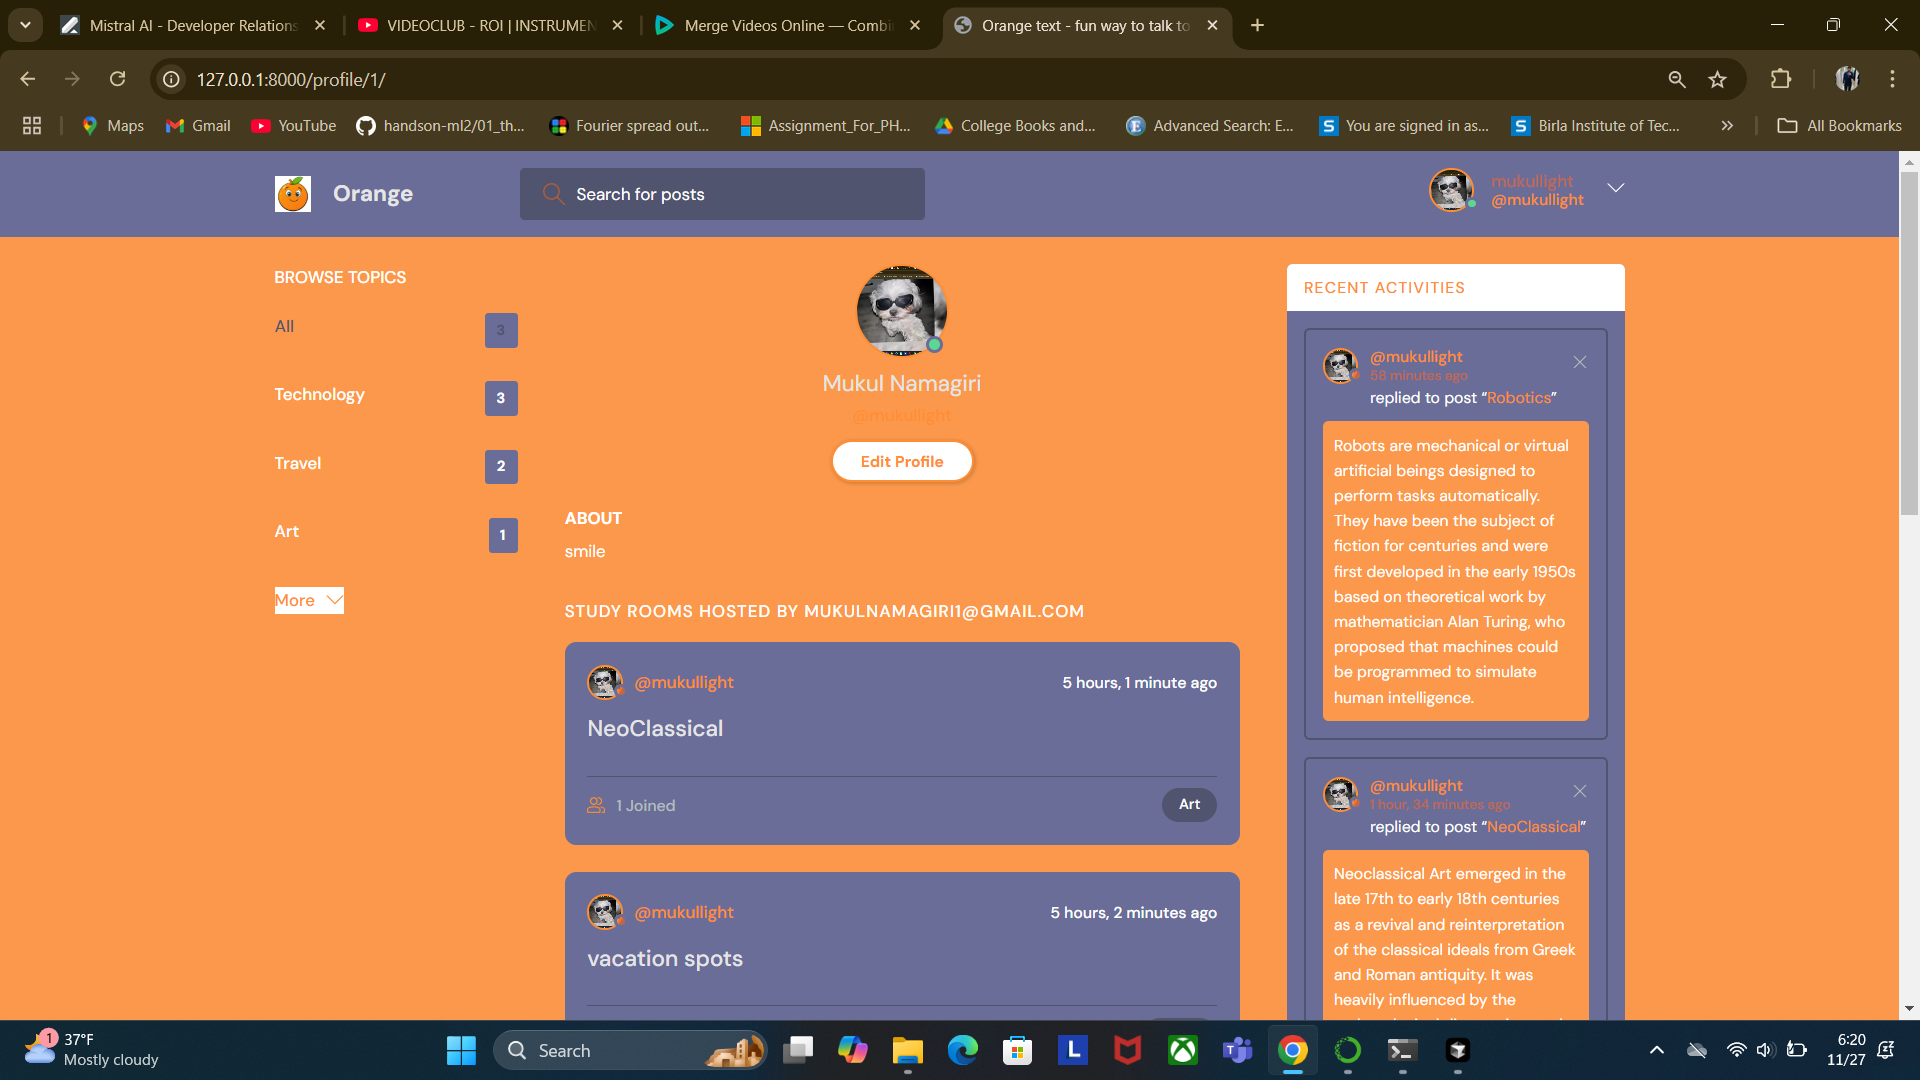 Mistral AI - Developer Relations
VIDEOCLUB - ROI | INSTRUMEN
Merge Videos Online — Combi
Orange text - fun way to talk to
127.0.0.1:8000/profile/1/
Maps
Gmail
YouTube
handson-ml2/01_th...
Fourier spread out...
Assignment_For_PH...
College Books and...
Advanced Search: E...
You are signed in as...
Birla Institute of Tec...
All Bookmarks
Orange
Search for posts
mukullight
@mukullight
BROWSE TOPICS
All 3
Technology 3
Travel 2
Art 1
More
Mukul Namagiri
@mukullight
Edit Profile
ABOUT
smile
STUDY ROOMS HOSTED BY MUKULNAMAGIRI1@GMAIL.COM
@mukullight 5 hours, 1 minute ago
NeoClassical
1 Joined Art
@mukullight 5 hours, 2 minutes ago
vacation spots
RECENT ACTIVITIES
@mukullight
58 minutes ago
replied to post “Robotics”
Robots are mechanical or virtual
artificial beings designed to
perform tasks automatically.
They have been the subject of
fiction for centuries and were
first developed in the early 1950s
based on theoretical work by
mathematician Alan Turing, who
proposed that machines could
be programmed to simulate
human intelligence.
@mukullight
1 hour, 34 minutes ago
replied to post “NeoClassical”
Neoclassical Art emerged in the
late 17th to early 18th centuries
as a revival and reinterpretation
of the classical ideals from Greek
and Roman antiquity. It was
heavily influenced by the
1
37°F
Mostly cloudy
Search
L
6:20
11/27